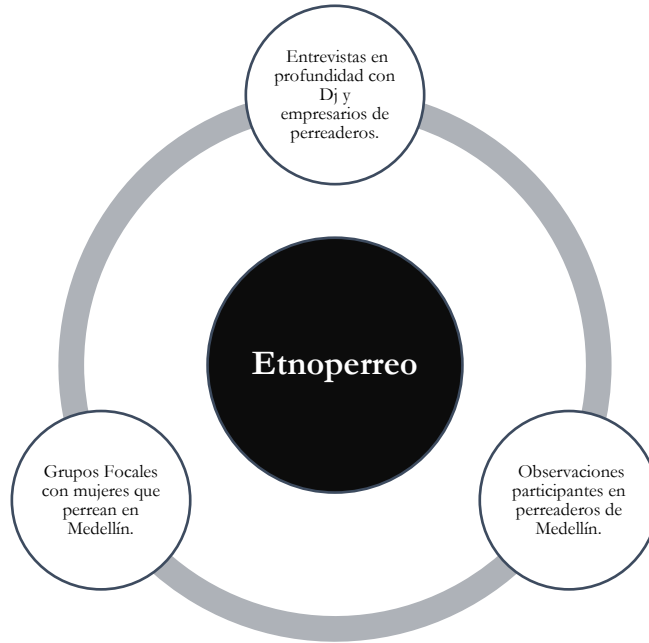 Entrevistas en
profundidad con
Dj y
empresarios de
perreaderos.
Etnoperreo
Grupos Focales
con mujeres que
perrean en
Medellín.
Observaciones
participantes en
perreaderos de
Medellín.